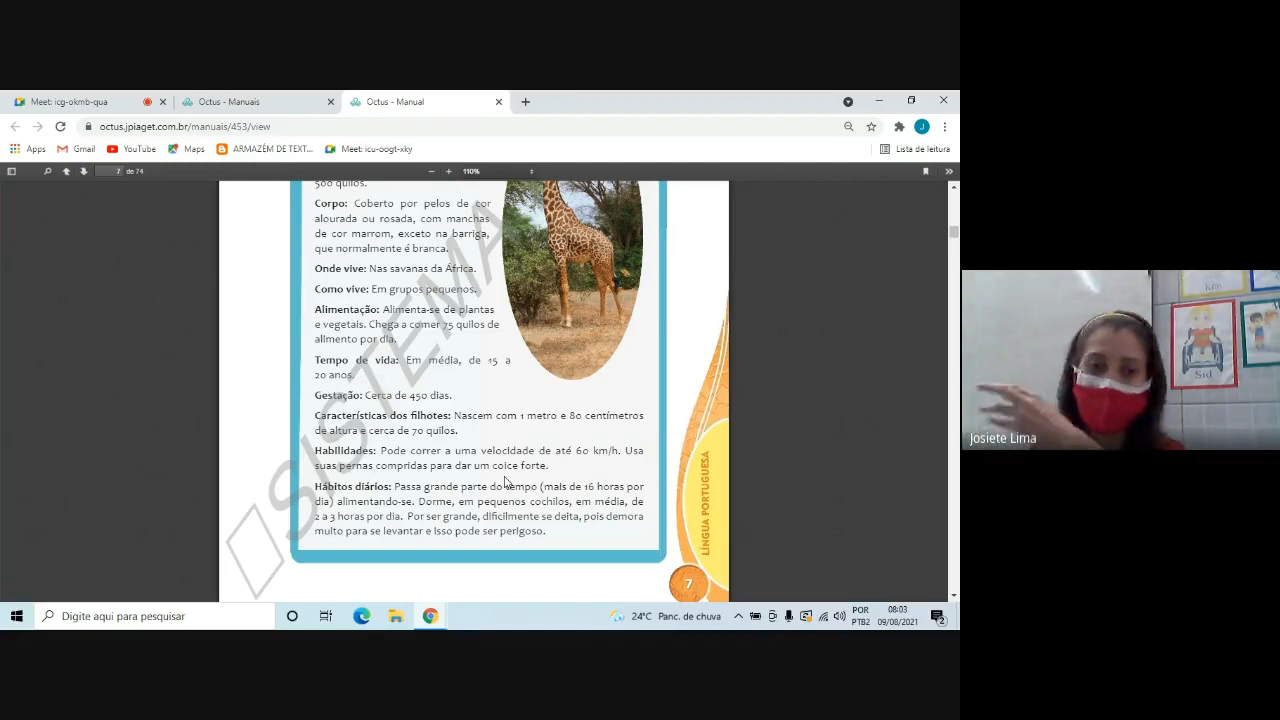 Meet: icg-okmb-qua
Octus - Manuais
Octus - Manual
octus.jpiaget.com.br/manuais/453/view
Apps
Gmail
YouTube
Maps
ARMAZÉM DE TEXT...
Meet: icu-oogt-xky
Lista de leitura
7 de 74
110%
500 quilos.
Corpo: Coberto por pelos de cor
alourada ou rosada, com manchas
de cor marrom, exceto na barriga,
que normalmente é branca.
Onde vive: Nas savanas da África.
Como vive: Em grupos pequenos.
Alimentação: Alimenta-se de plantas
e vegetais. Chega a comer 75 quilos de
alimento por dia.
Tempo de vida: Em média, de 15 a
20 anos.
Gestação: Cerca de 450 dias.
Características dos filhotes: Nascem com 1 metro e 80 centímetros
de altura e cerca de 70 quilos.
Habilidades: Pode correr a uma velocidade de até 60 km/h. Usa
suas pernas compridas para dar um coice forte.
Hábitos diários: Passa grande parte do tempo (mais de 16 horas por
dia) alimentando-se. Dorme, em pequenos cochilos, em média, de
2 a 3 horas por dia. Por ser grande, dificilmente se deita, pois demora
muito para se levantar e isso pode ser perigoso.
SISTEMA
LÍNGUA PORTUGUESA
7
Kim
Sid
Josiete Lima
Digite aqui para pesquisar
24°C Panc. de chuva
POR
PTB2
08:03
09/08/2021
2